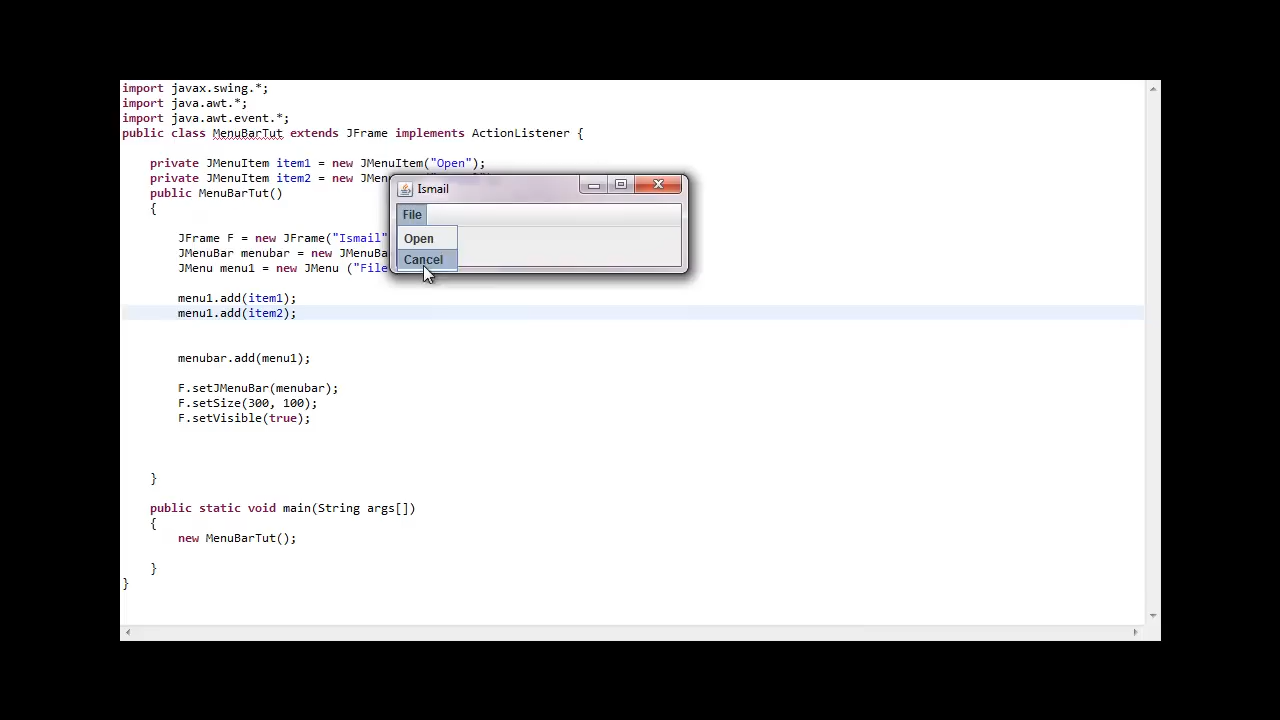 import javax.swing.*;
import java.awt.*;
import java.awt.event.*;
public class MenuBarTut extends JFrame implements ActionListener {
private JMenuItem item1 = new JMenuItem("Open");
private JMenuItem item2 = new JMenu
public MenuBarTut()
{
JFrame F = new JFrame("Ismail"
JMenuBar menubar = new JMenuBa
JMenu menu1 = new JMenu ("File
Ismail
File
Open
Cancel
menu1.add(item1);
menu1.add(item2);
menubar.add(menu1);
F.setJMenuBar(menubar);
F.setSize(300, 100);
F.setVisible(true);
}
public static void main(String args[])
{
new MenuBarTut();
}
}